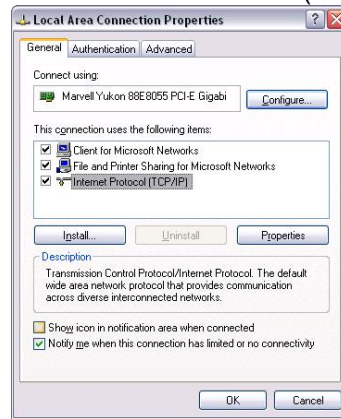 Local Area Connection Properties
General Authentication Advanced
Connect using:
Marvell Yukon 88E8055 PCI-E Gigabi Configure...
This connection uses the following items:
Client for Microsoft Networks
File and Printer Sharing for Microsoft Networks
Internet Protocol (TCP/IP)
Install... Uninstall Properties
Description
Transmission Control Protocol/Internet Protocol. The default
wide area network protocol that provides communication
across diverse interconnected networks.
Show icon in notification area when connected
Notify me when this connection has limited or no connectivity
OK Cancel